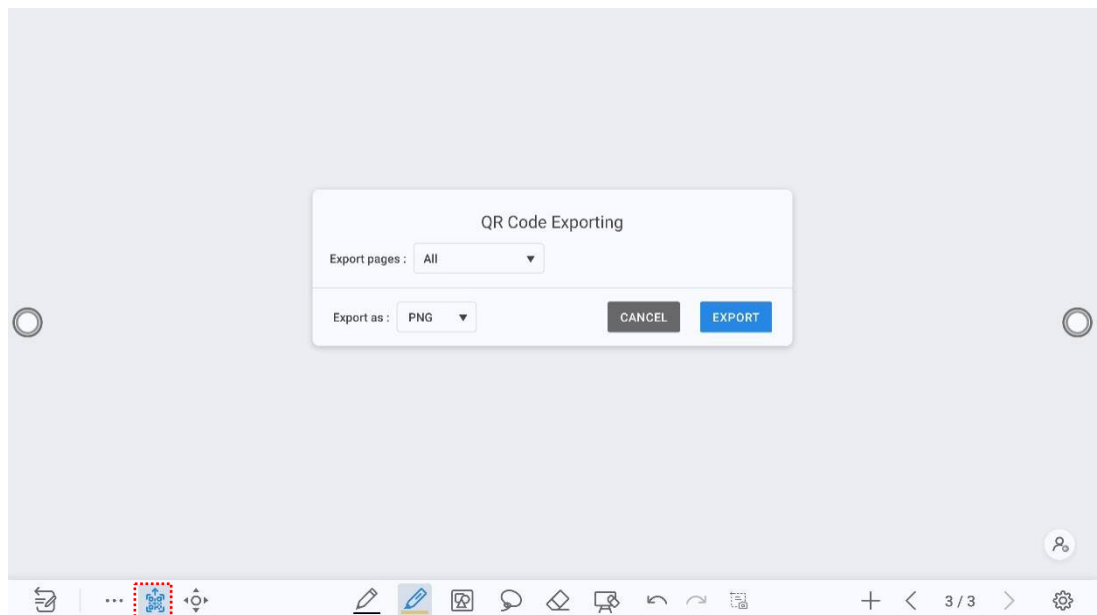 QR Code Exporting
Export pages : All
Export as : PNG CANCEL EXPORT
3 / 3